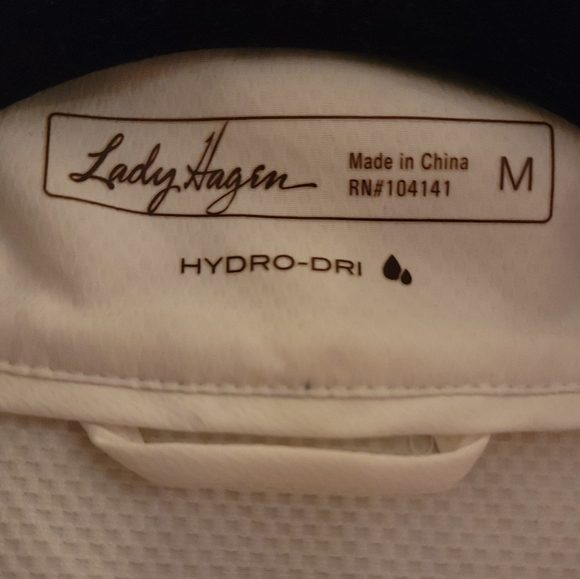 Lady Hagen
Made in China
RN#104141
M
HYDRO-DRI